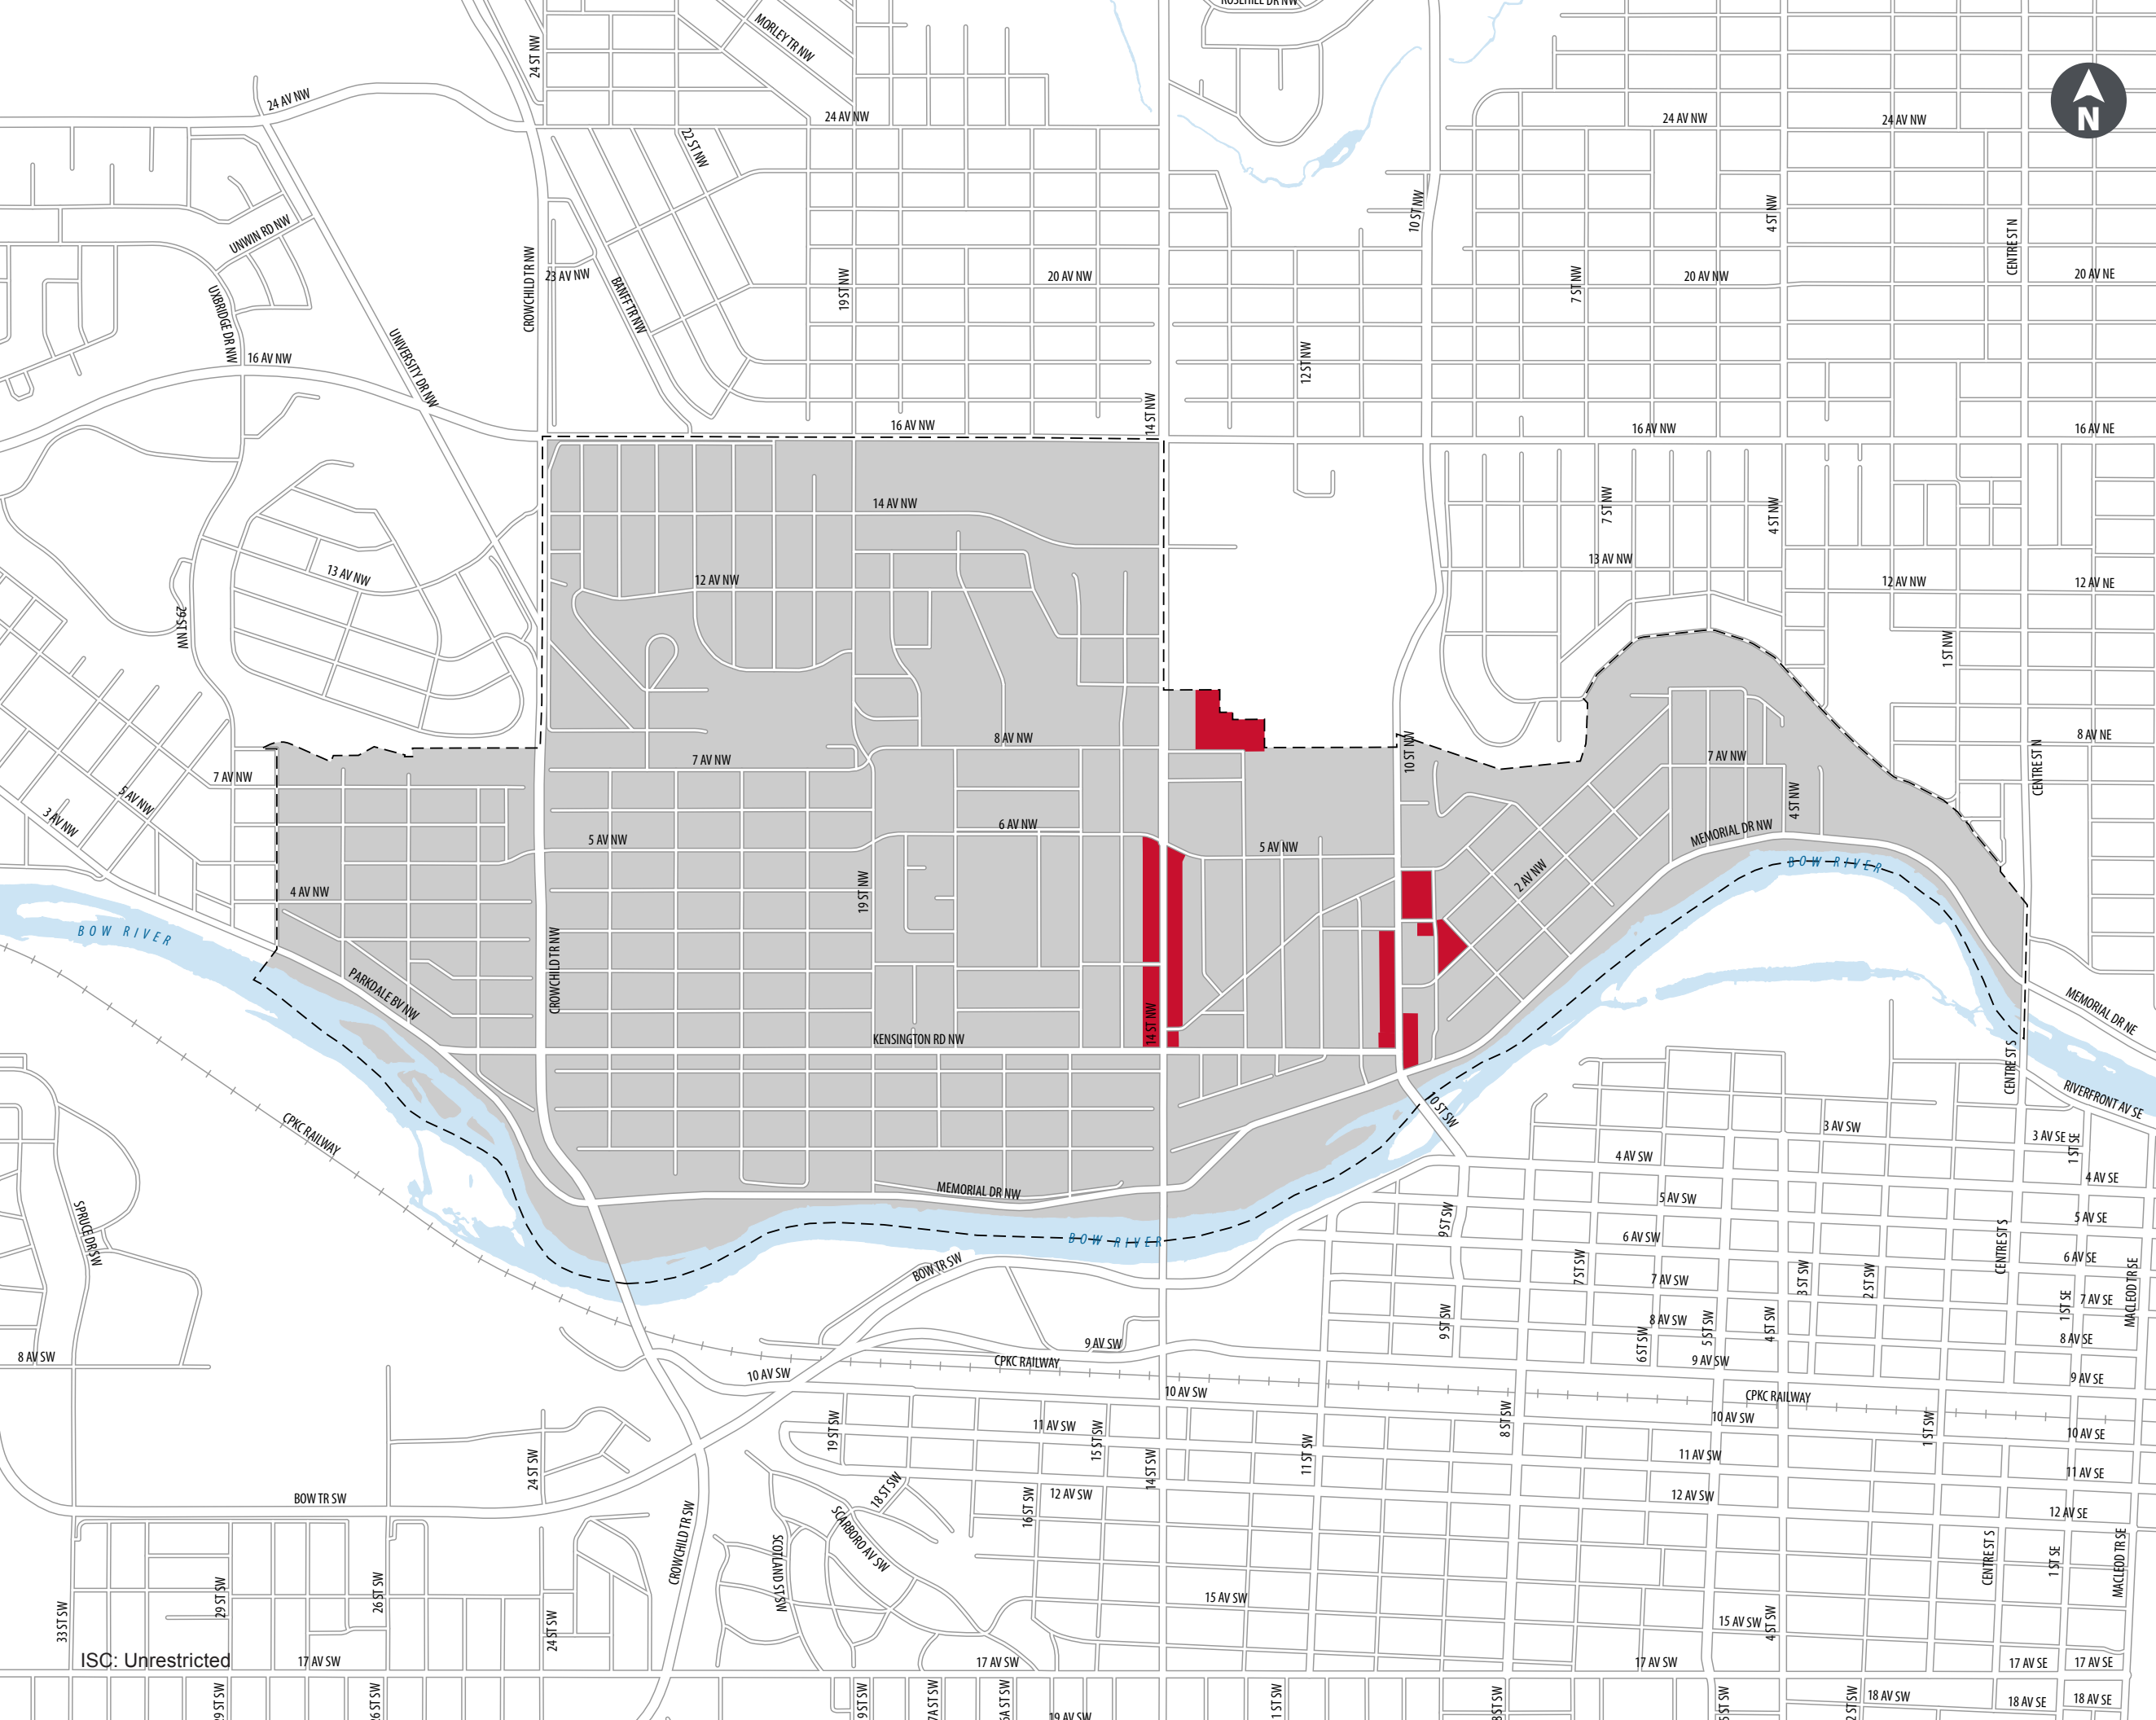 ROSEHILL DR NW
MORLEY TR NW
24 ST NW
24 AV NW
24 AV NW
24 AV NW
24 AV NW
N
22 ST NW
10 ST NW
4 ST NW
UNWIN RD NW
CENTRE ST N
CROWCHILD TR NW
23 AV NW
BANFF TR NW
19 ST NW
20 AV NW
7 ST NW
20 AV NW
20 AV NE
UXBRIDGE DR NW
16 AV NW
UNIVERSITY DR NW
12 ST NW
14 ST NW
16 AV NW
16 AV NW
16 AV NE
14 AV NW
7 ST NW
4 ST NW
13 AV NW
13 AV NW
12 AV NW
12 AV NW
12 AV NE
29 ST NW
1 ST NW
8 AV NW
8 AV NE
7 AV NW
10 ST NW
7 AV NW
7 AV NW
CENTRE ST N
5 AV NW
3 AV NW
4 ST NW
6 AV NW
MEMORIAL DR NW
5 AV NW
5 AV NW
BOW RIVER
2 AV NW
4 AV NW
19 ST NW
BOW RIVER
CROWCHILD TR NW
PARKDALE BV NW
14 ST NW
KENSINGTON RD NW
MEMORIAL DR NE
CENTRE ST S
RIVERFRONT AV SE
10 ST SW
CPKC RAILWAY
3 AV SW
3 AV SE
1 ST SE
4 AV SW
4 AV SE
MEMORIAL DR NW
5 AV SW
5 AV SE
9 ST SW
SPRUCE DR SW
BOW RIVER
6 AV SW
CENTRE ST S
6 AV SE
BOW TR SW
7 ST SW
7 AV SW
3 ST SW
2 ST SW
MACLEOD TR SE
7 AV SE
1 ST SE
9 ST SW
8 AV SW
5 ST SW
4 ST SW
8 AV SE
6 ST SW
9 AV SW
8 AV SW
CPKC RAILWAY
9 AV SW
10 AV SW
9 AV SE
10 AV SW
CPKC RAILWAY
10 AV SW
19 ST SW
11 AV SW
15 ST SW
8 ST SW
1 ST SW
10 AV SE
11 ST SW
11 AV SW
14 ST SW
24 ST SW
11 AV SE
BOW TR SW
18 ST SW
12 AV SW
16 ST SW
12 AV SW
12 AV SE
CROWCHILD TR SW
SCARBORO AV SW
SCOTLAND ST SW
CENTRE ST S
1 ST SE
MACLEOD TR SE
29 ST SW
26 ST SW
33 ST SW
24 ST SW
15 AV SW
15 AV SW
4 ST SW
ISC: Unrestricted
17 AV SW
17 AV SW
17 AV SW
17 AV SE
17 AV SE
18 AV SW
18 AV SE
18 AV SE
19 AV SW